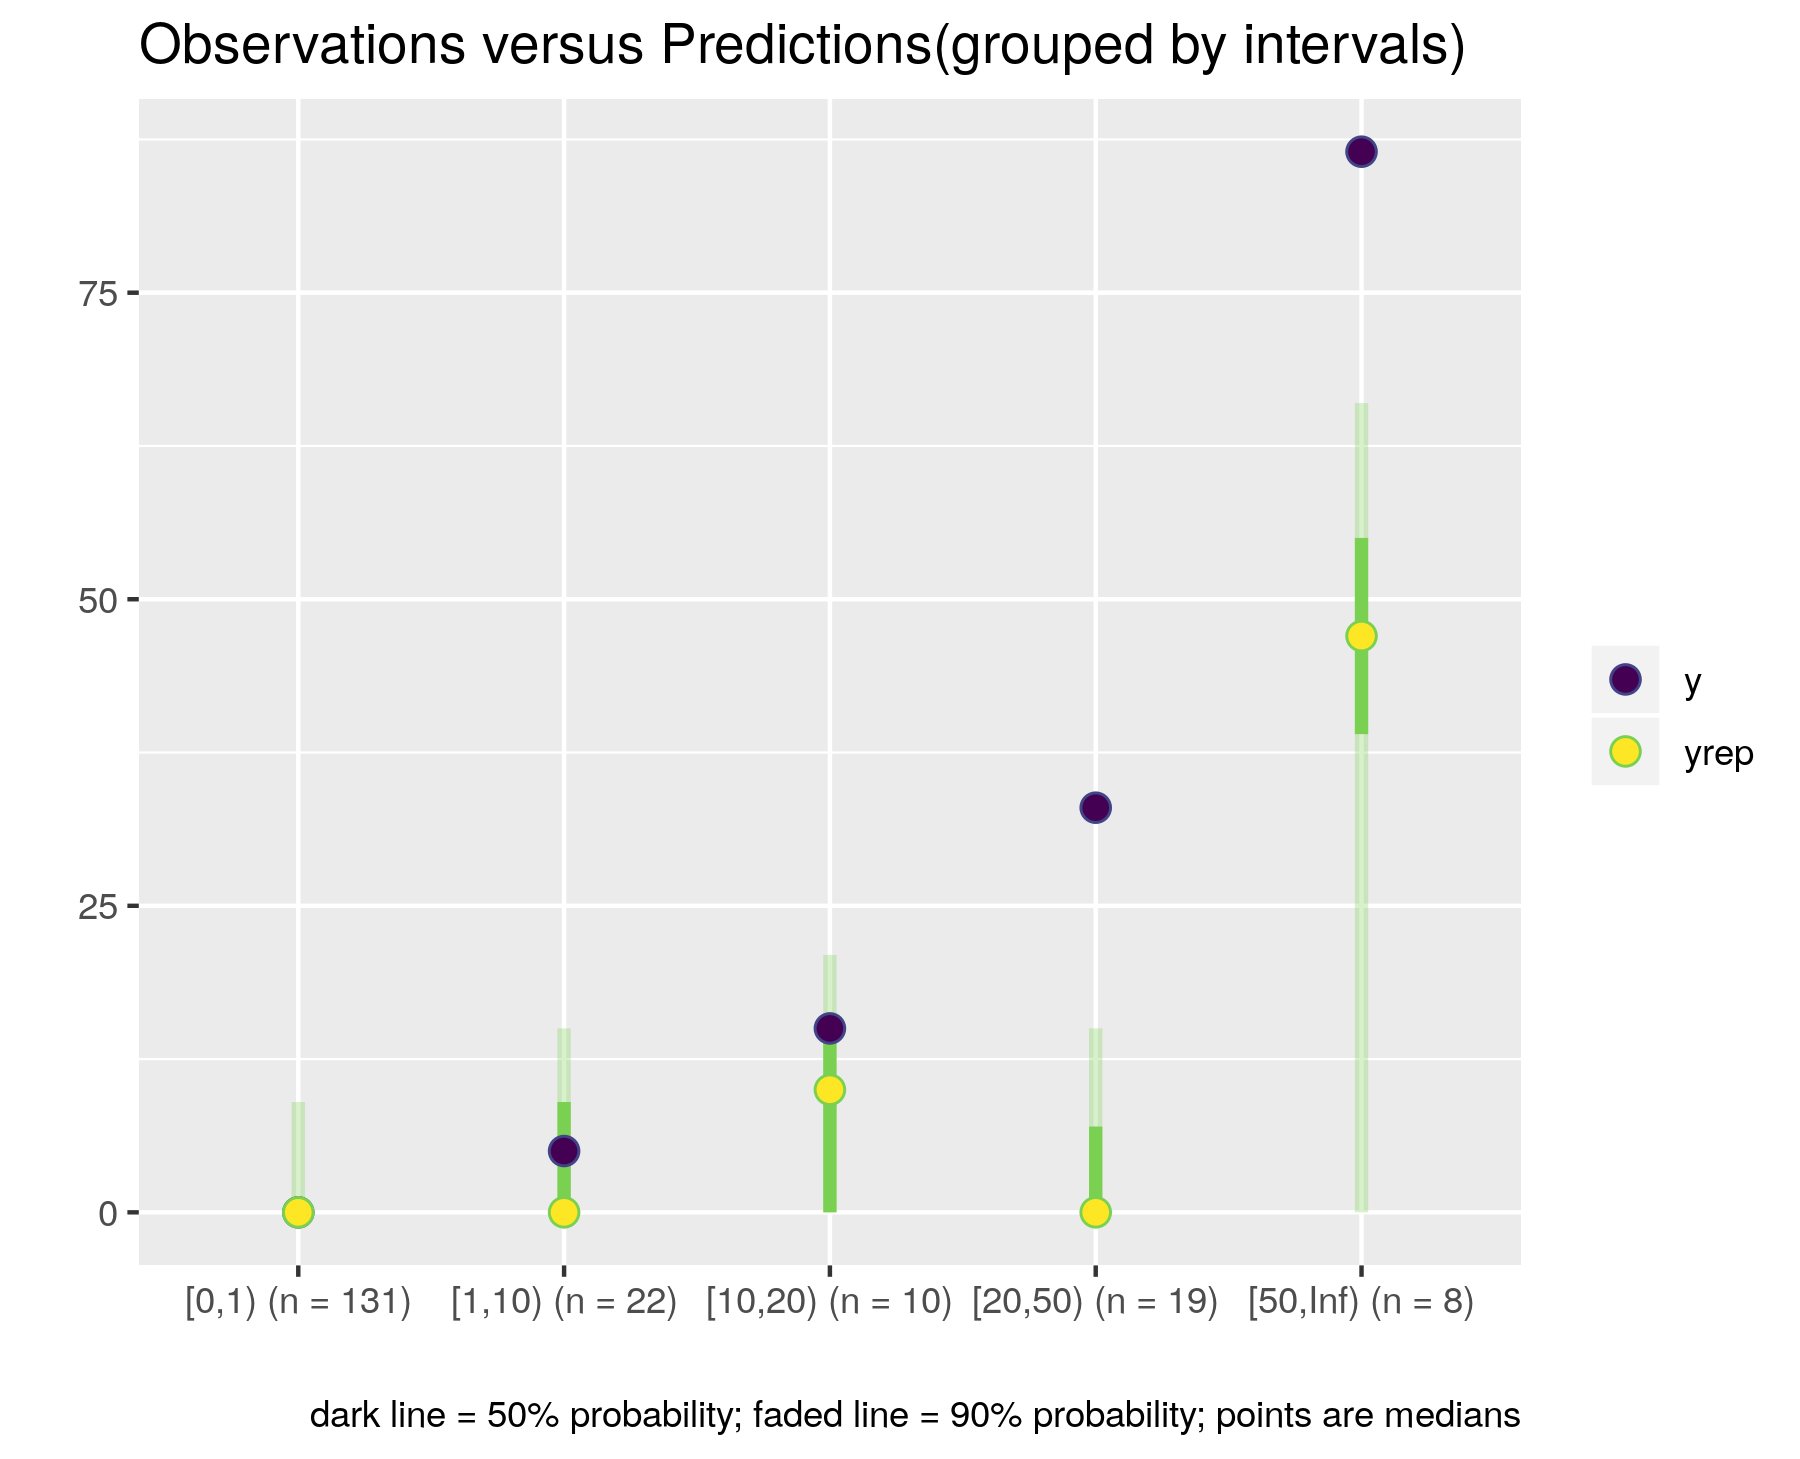 Observations versus Predictions(grouped by intervals)
75
50
25
0
y
yrep
[0,1) (n = 131) [1,10) (n = 22) [10,20) (n = 10) [20,50) (n = 19) [50,Inf) (n = 8)
dark line = 50% probability; faded line = 90% probability; points are medians